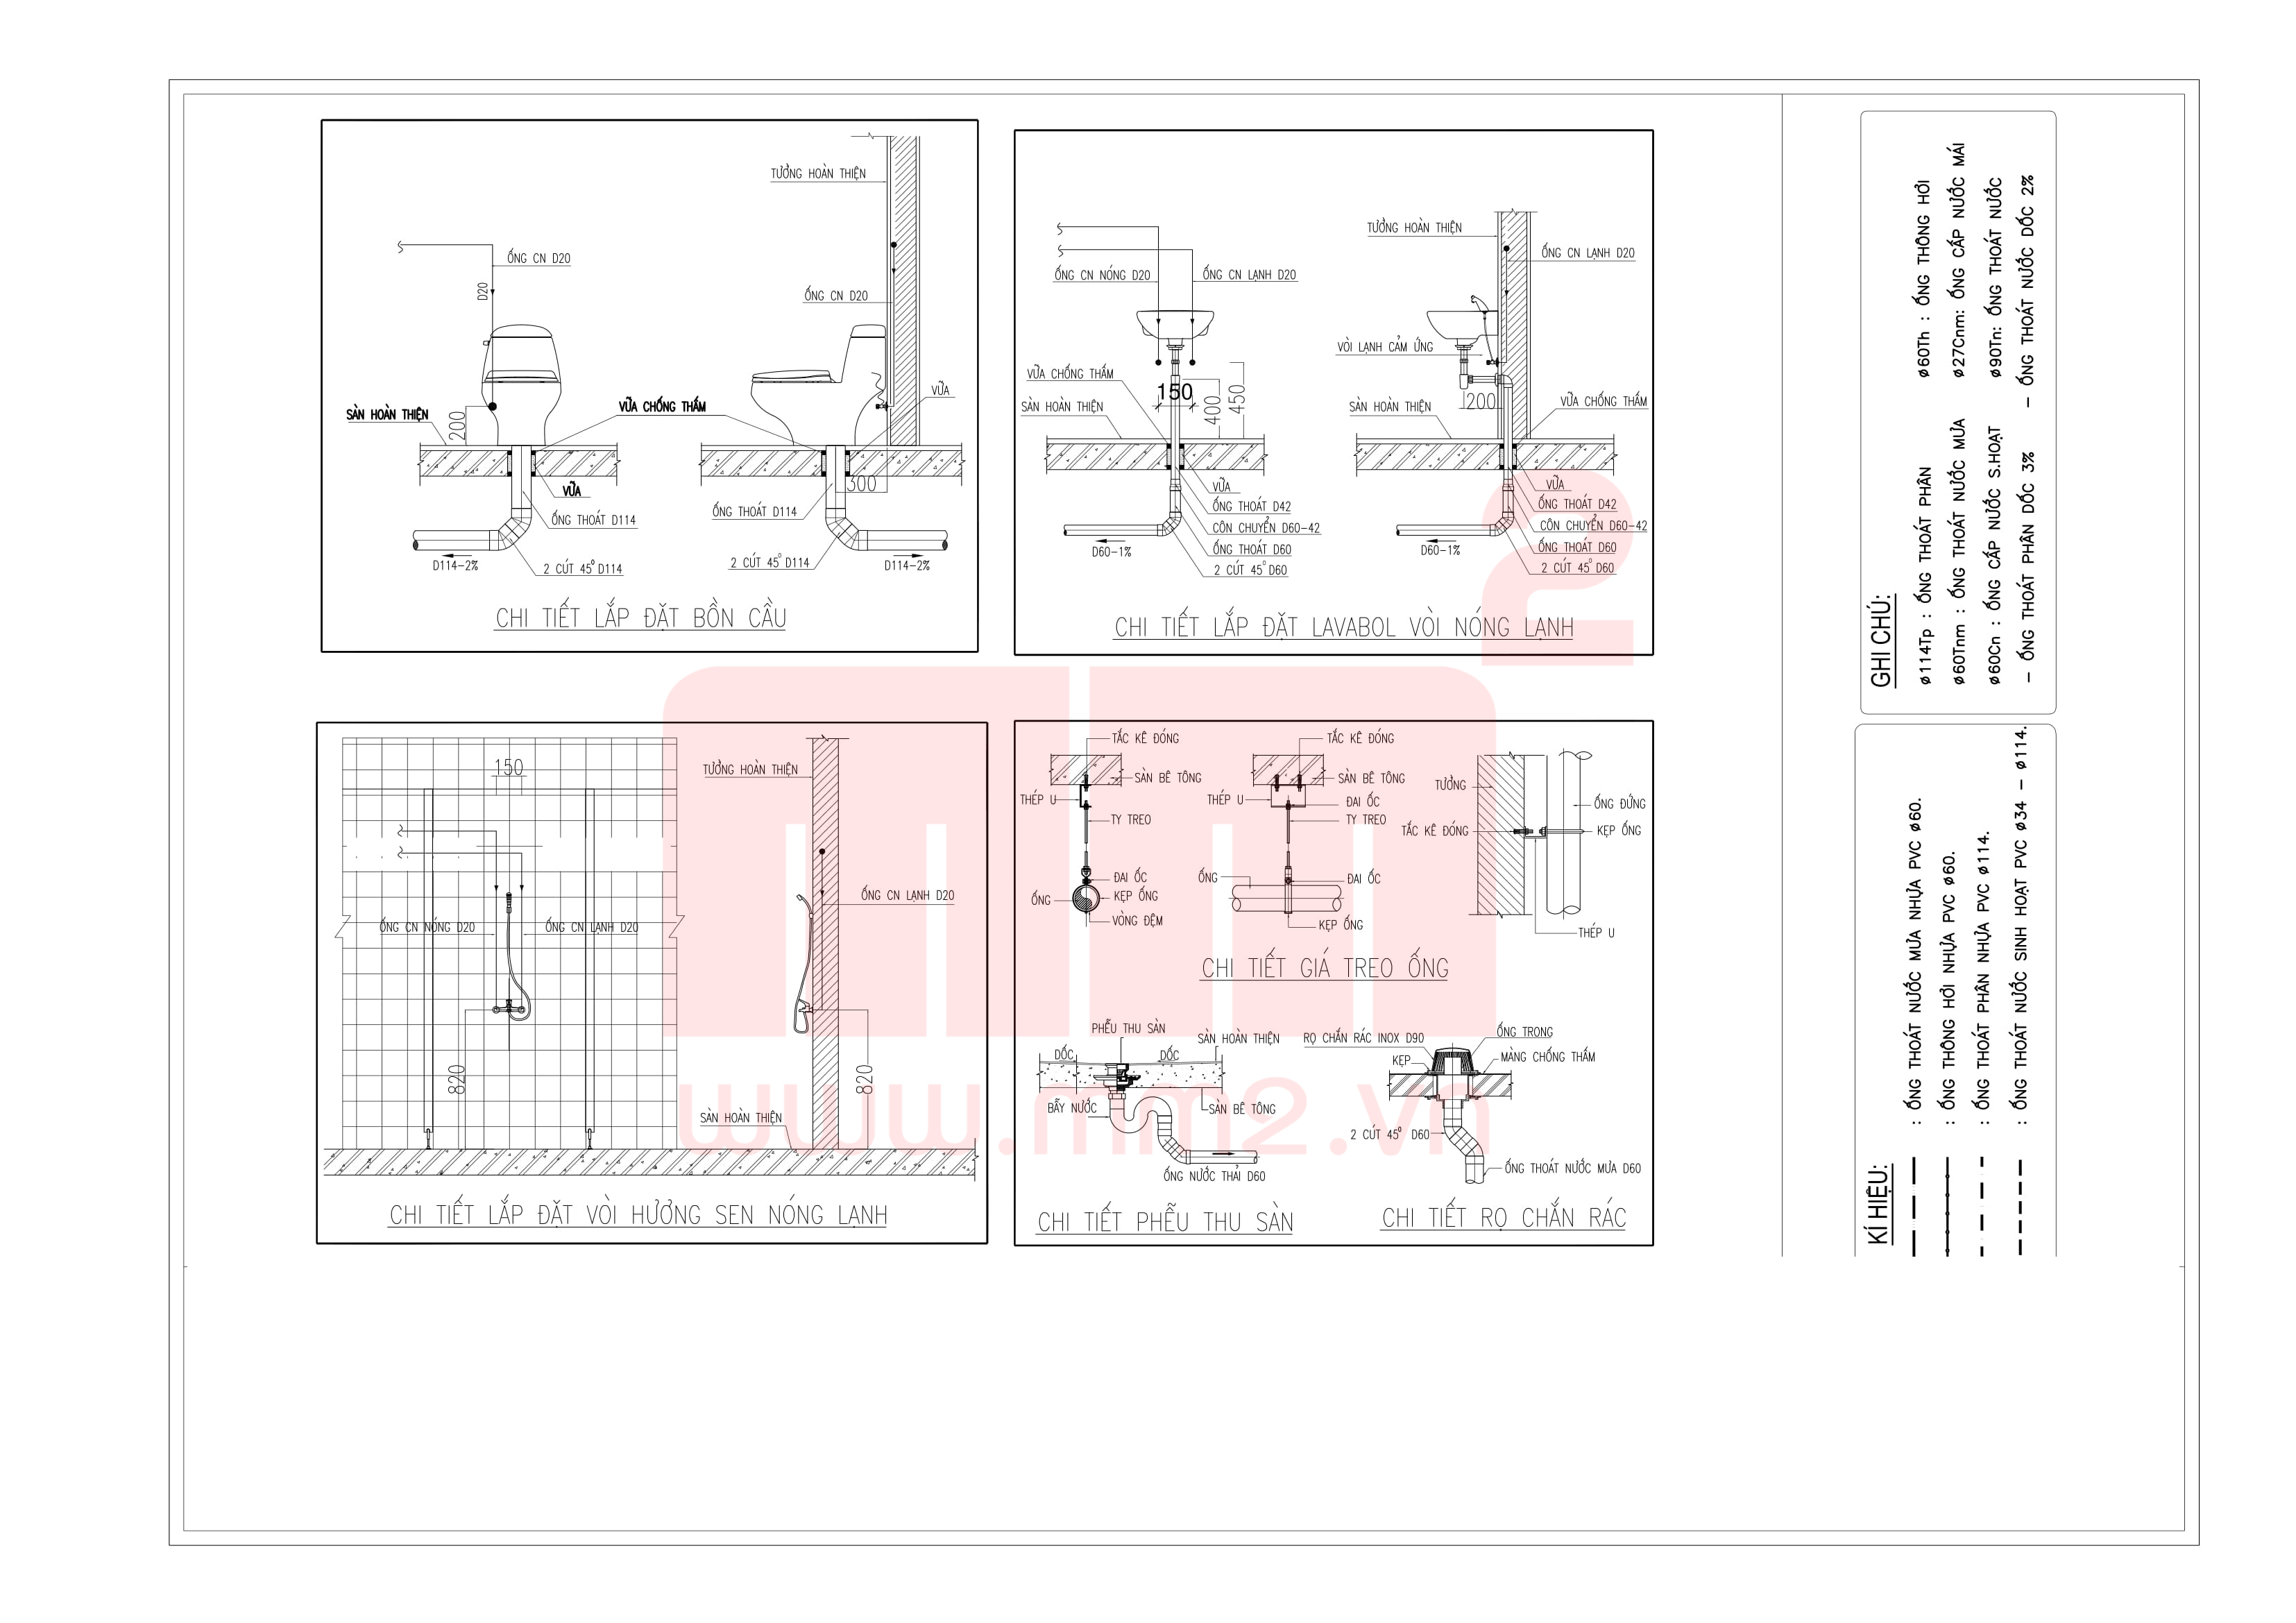 TƯỜNG HOÀN THIỆN
ỐNG CN D20
D20
ỐNG CN D20
SÀN HOÀN THIỆN
200
VỮA CHỐNG THẤM
VỮA
300
VỮA
ỐNG THOÁT D114
ỐNG THOÁT D114
2 CÚT 45° D114
2 CÚT 45° D114
D114-2%
D114-2%
CHI TIẾT LẮP ĐẶT BỒN CẦU
TƯỜNG HOÀN THIỆN
ỐNG CN LẠNH D20
ỐNG CN NÓNG D20
ỐNG CN LẠNH D20
VÒI LẠNH CẢM ỨNG
VỮA CHỐNG THẤM
150
400
450
SÀN HOÀN THIỆN
SÀN HOÀN THIỆN
200
VỮA CHỐNG THẤM
VỮA
ỐNG THOÁT D42
CÔN CHUYỂN D60-42
ỐNG THOÁT D60
2 CÚT 45° D60
D60-1%
VỮA
ỐNG THOÁT D42
CÔN CHUYỂN D60-42
ỐNG THOÁT D60
2 CÚT 45° D60
D60-1%
CHI TIẾT LẮP ĐẶT LAVABOL VÒI NÓNG LẠNH
150
TƯỜNG HOÀN THIỆN
ỐNG CN LẠNH D20
ỐNG CN NÓNG D20
ỐNG CN LẠNH D20
820
820
SÀN HOÀN THIỆN
CHI TIẾT LẮP ĐẶT VÒI HƯƠNG SEN NÓNG LẠNH
TẮC KÊ ĐÓNG
SÀN BÊ TÔNG
THÉP U
TY TREO
ĐAI ỐC
ỐNG
KẸP ỐNG
VÒNG ĐỆM
TẮC KÊ ĐÓNG
SÀN BÊ TÔNG
THÉP U
ĐAI ỐC
TY TREO
ỐNG
ĐAI ỐC
KẸP ỐNG
TƯỜNG
ỐNG ĐỨNG
TẮC KÊ ĐÓNG
KẸP ỐNG
THÉP U
CHI TIẾT GIÁ TREO ỐNG
PHỄU THU SÀN
SÀN HOÀN THIỆN
DỐC
DỐC
BẪY NƯỚC
SÀN BÊ TÔNG
ỐNG NƯỚC THẢI D60
CHI TIẾT PHỄU THU SÀN
RỌ CHẮN RÁC INOX D90
ỐNG TRONG
KẸP
MÀNG CHỐNG THẤM
2 CÚT 45° D60
ỐNG THOÁT NƯỚC MƯA D60
CHI TIẾT RỌ CHẮN RÁC
GHI CHÚ:
ø114Tp : ỐNG THOÁT PHÂN ø60Th : ỐNG THÔNG HƠI
ø60Tnm : ỐNG THOÁT NƯỚC MƯA ø27Cnm: ỐNG CẤP NƯỚC MÁI
ø60Cn : ỐNG CẤP NƯỚC S.HOẠT ø90Tn: ỐNG THOÁT NƯỚC
– ỐNG THOÁT PHÂN DỐC 3% – ỐNG THOÁT NƯỚC DỐC 2%
KÍ HIỆU:
: ỐNG THOÁT NƯỚC MƯA NHỰA PVC ø60.
: ỐNG THÔNG HƠI NHỰA PVC ø60.
: ỐNG THOÁT PHÂN NHỰA PVC ø114.
: ỐNG THOÁT NƯỚC SINH HOẠT PVC ø34 – ø114.
2
www.mm2.vn